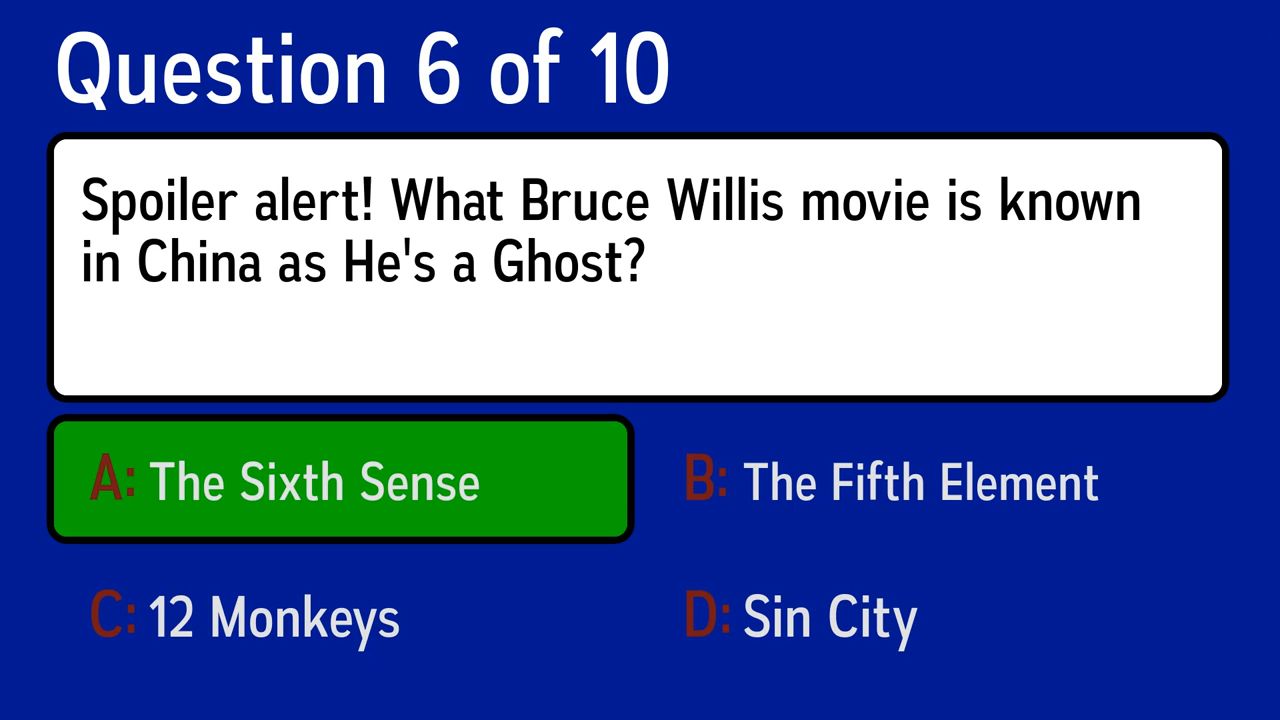 Question 6 of 10
Spoiler alert! What Bruce Willis movie is known
in China as He's a Ghost?
A: The Sixth Sense
B: The Fifth Element
C: 12 Monkeys
D: Sin City